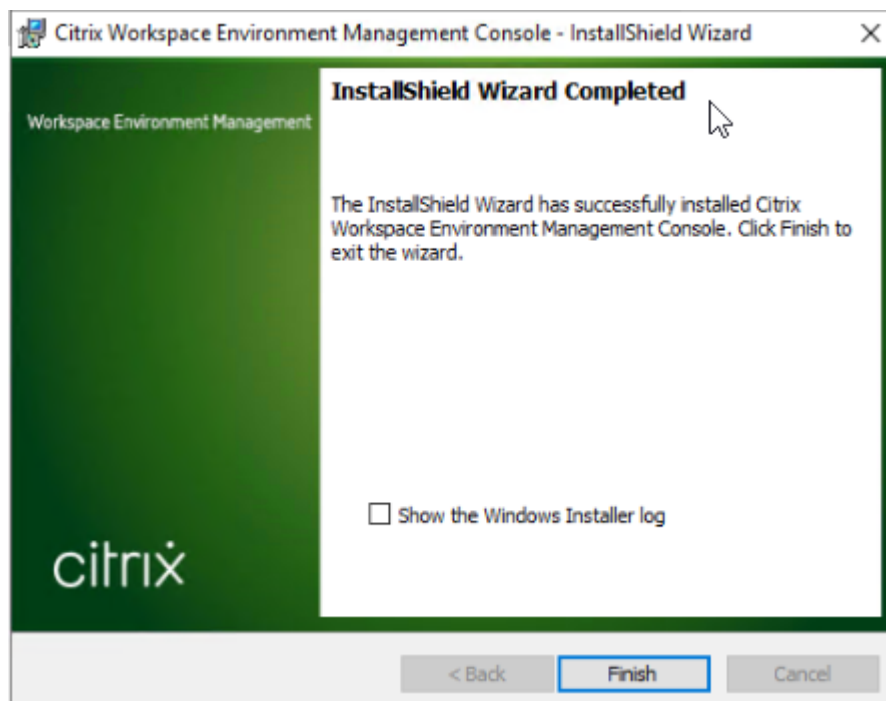 Citrix Workspace Environment Management Console - InstallShield Wizard
Workspace Environment Management
InstallShield Wizard Completed
The InstallShield Wizard has successfully installed Citrix
Workspace Environment Management Console. Click Finish to
exit the wizard.
Show the Windows Installer log
citrix
< Back
Finish
Cancel